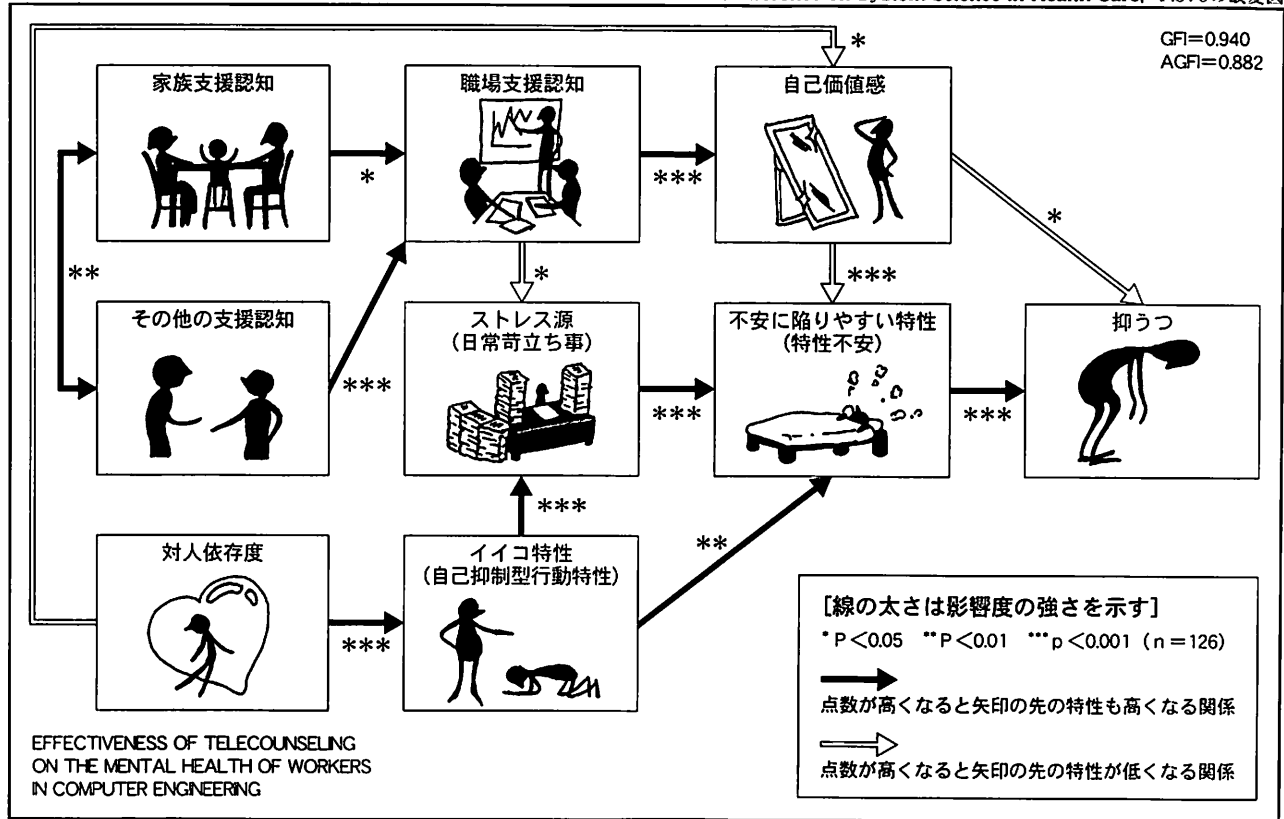 GFI=0.940
AGFI=0.882
*
家族支援認知
職場支援認知
自己価値感
*
***
*
**
***
*
***
その他の支援認知
ストレス源
(日常苛立ち事)
不安に陥りやすい特性
(特性不安)
抑うつ
***
***
***
**
対人依存度
イイコ特性
(自己抑制型行動特性)
***
[線の太さは影響度の強さを示す]
*P<0.05 **P<0.01 ***p<0.001 (n=126)
点数が高くなると矢印の先の特性も高くなる関係
点数が高くなると矢印の先の特性が低くなる関係
EFFECTIVENESS OF TELECOUNSELING
ON THE MENTAL HEALTH OF WORKERS
IN COMPUTER ENGINEERING